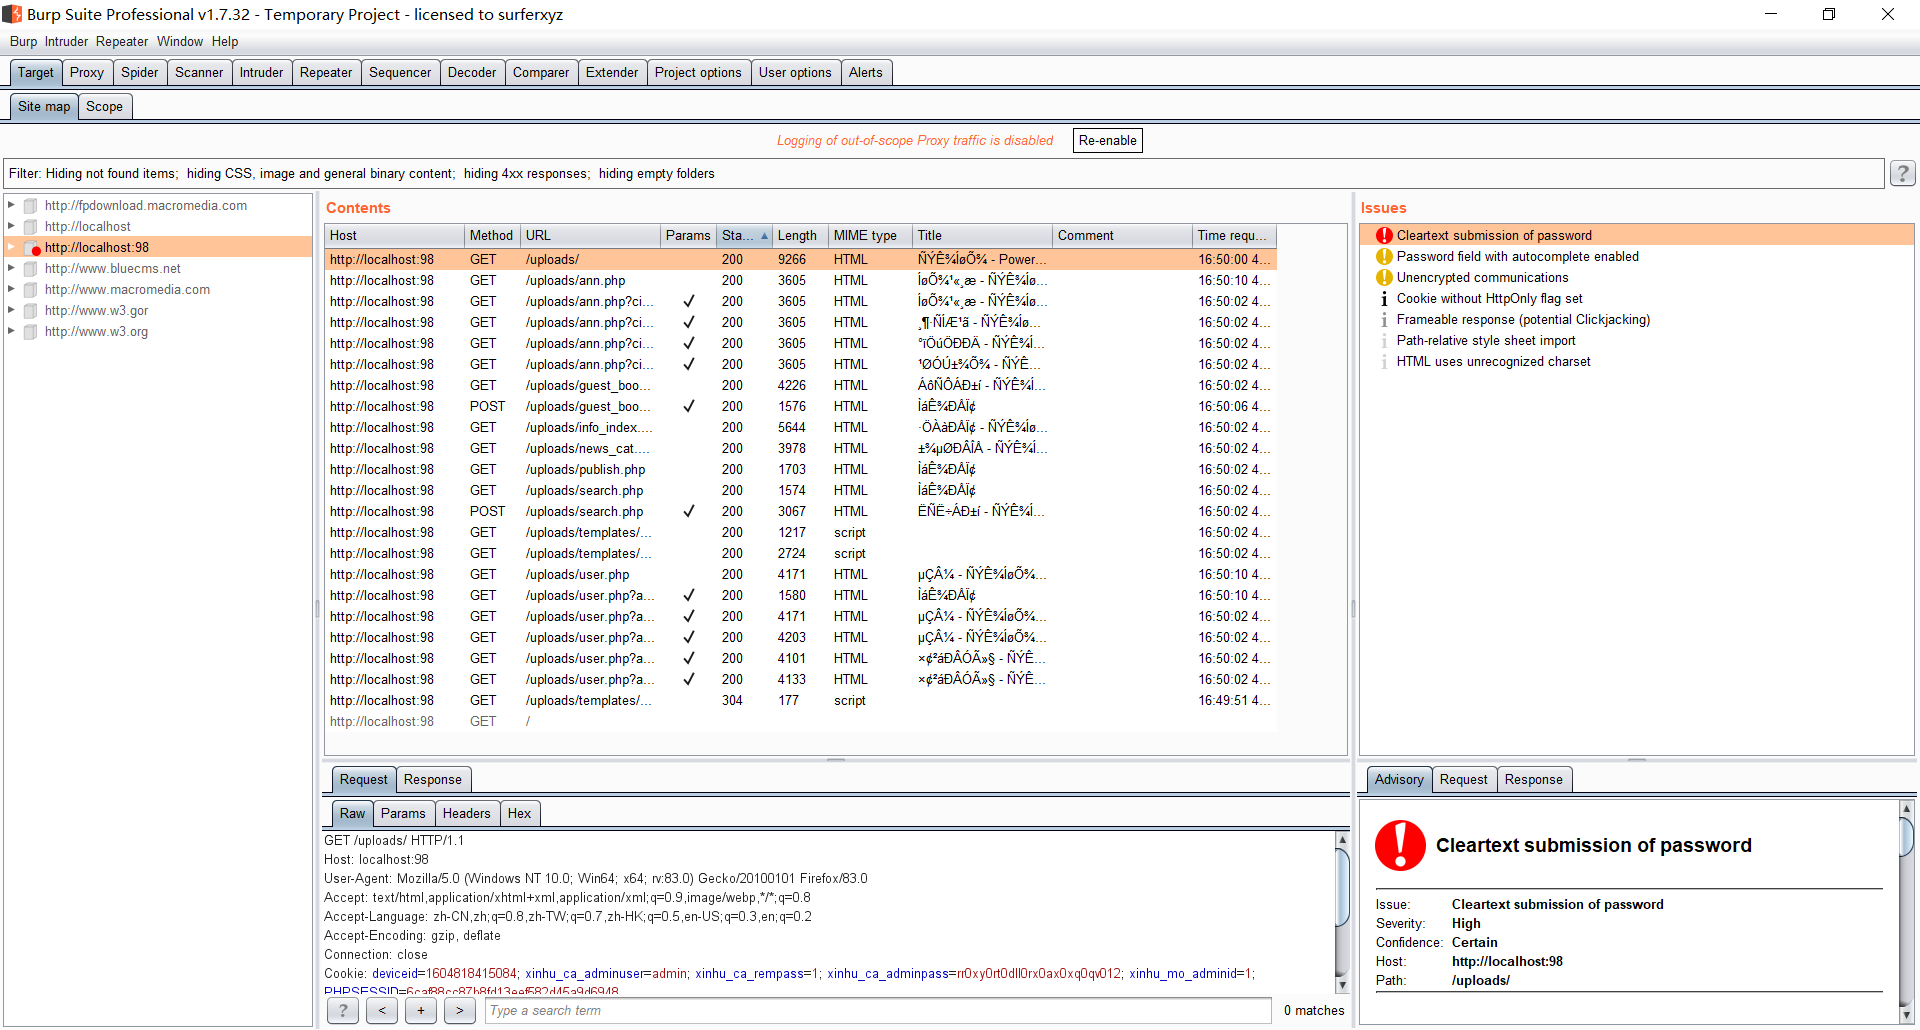 Burp Suite Professional v1.7.32 - Temporary Project - licensed to surferxyz
Burp Intruder Repeater Window Help
Target Proxy Spider Scanner Intruder Repeater Sequencer Decoder Comparer Extender Project options User options Alerts
Site map Scope
Logging of out-of-scope Proxy traffic is disabled Re-enable
Filter: Hiding not found items; hiding CSS, image and general binary content; hiding 4xx responses; hiding empty folders ?
http://fpdownload.macromedia.com
http://localhost
http://localhost:98
http://www.bluecms.net
http://www.macromedia.com
http://www.w3.gor
http://www.w3.org
Contents
Host Method URL Params Sta... Length MIME type Title Comment Time requ...
http://localhost:98 GET /uploads/ 200 9266 HTML ÑÝÊ¾ÍøÕ¾ - Power... 16:50:00 4...
http://localhost:98 GET /uploads/ann.php 200 3605 HTML ÍøÕ¾¹«¸æ - ÑÝÊ¾Íø... 16:50:10 4...
http://localhost:98 GET /uploads/ann.php?ci... ✓ 200 3605 HTML ÍøÕ¾¹«¸æ - ÑÝÊ¾Íø... 16:50:02 4...
http://localhost:98 GET /uploads/ann.php?ci... ✓ 200 3605 HTML ¸¶·ÑÍÆ¹ã - ÑÝÊ¾Íø... 16:50:02 4...
http://localhost:98 GET /uploads/ann.php?ci... ✓ 200 3605 HTML °ïÖúÖÐÐÄ - ÑÝÊ¾Í... 16:50:02 4...
http://localhost:98 GET /uploads/ann.php?ci... ✓ 200 3605 HTML ¹ØÓÚ±¾Õ¾ - ÑÝÊ... 16:50:02 4...
http://localhost:98 GET /uploads/guest_boo... 200 4226 HTML ÁôÑÔÁÐ±í - ÑÝÊ¾Í... 16:50:02 4...
http://localhost:98 POST /uploads/guest_boo... ✓ 200 1576 HTML ÌáÊ¾ÐÅÏ¢ 16:50:06 4...
http://localhost:98 GET /uploads/info_index.... 200 5644 HTML ·ÖÀàÐÅÏ¢ - ÑÝÊ¾Íø... 16:50:02 4...
http://localhost:98 GET /uploads/news_cat.... 200 3978 HTML ±¾µØÐÂÎÅ - ÑÝÊ¾Í... 16:50:02 4...
http://localhost:98 GET /uploads/publish.php 200 1703 HTML ÌáÊ¾ÐÅÏ¢ 16:50:02 4...
http://localhost:98 GET /uploads/search.php 200 1574 HTML ÌáÊ¾ÐÅÏ¢ 16:50:02 4...
http://localhost:98 POST /uploads/search.php ✓ 200 3067 HTML ËÑË÷ÁÐ±í - ÑÝÊ¾Í... 16:50:02 4...
http://localhost:98 GET /uploads/templates/... 200 1217 script 16:50:02 4...
http://localhost:98 GET /uploads/templates/... 200 2724 script 16:50:02 4...
http://localhost:98 GET /uploads/user.php 200 4171 HTML µÇÂ¼ - ÑÝÊ¾ÍøÕ¾... 16:50:10 4...
http://localhost:98 GET /uploads/user.php?a... ✓ 200 1580 HTML ÌáÊ¾ÐÅÏ¢ 16:50:10 4...
http://localhost:98 GET /uploads/user.php?a... ✓ 200 4171 HTML µÇÂ¼ - ÑÝÊ¾ÍøÕ¾... 16:50:02 4...
http://localhost:98 GET /uploads/user.php?a... ✓ 200 4203 HTML µÇÂ¼ - ÑÝÊ¾ÍøÕ¾... 16:50:02 4...
http://localhost:98 GET /uploads/user.php?a... ✓ 200 4101 HTML ×¢²áÐÂÓÃ»§ - ÑÝÊ... 16:50:02 4...
http://localhost:98 GET /uploads/user.php?a... ✓ 200 4133 HTML ×¢²áÐÂÓÃ»§ - ÑÝÊ... 16:50:02 4...
http://localhost:98 GET /uploads/templates/... 304 177 script 16:49:51 4...
http://localhost:98 GET /
Issues
Cleartext submission of password
Password field with autocomplete enabled
Unencrypted communications
Cookie without HttpOnly flag set
Frameable response (potential Clickjacking)
Path-relative style sheet import
HTML uses unrecognized charset
Request Response
Raw Params Headers Hex
GET /uploads/ HTTP/1.1
Host: localhost:98
User-Agent: Mozilla/5.0 (Windows NT 10.0; Win64; x64; rv:83.0) Gecko/20100101 Firefox/83.0
Accept: text/html,application/xhtml+xml,application/xml;q=0.9,image/webp,*/*;q=0.8
Accept-Language: zh-CN,zh;q=0.8,zh-TW;q=0.7,zh-HK;q=0.5,en-US;q=0.3,en;q=0.2
Accept-Encoding: gzip, deflate
Connection: close
Cookie: deviceid=1604818415084; xinhu_ca_adminuser=admin; xinhu_ca_rempass=1; xinhu_ca_adminpass=rr0xy0rt0dll0rx0ax0xq0qv012; xinhu_mo_adminid=1;
PHPSESSID=6caf88cc87b8fd13eef582d45a9d6948
? < + > Type a search term 0 matches
Advisory Request Response
Cleartext submission of password
Issue: Cleartext submission of password
Severity: High
Confidence: Certain
Host: http://localhost:98
Path: /uploads/